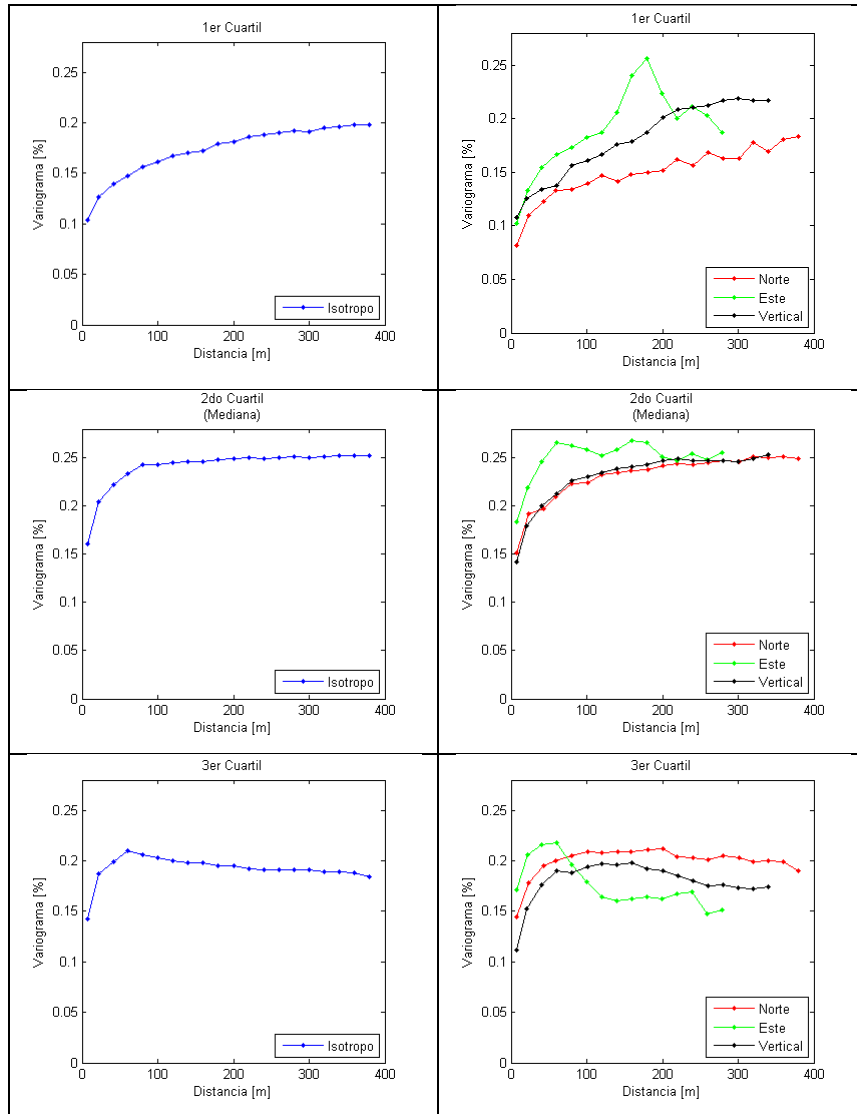 1er Cuartil
0.25
0.2
0.15
0.1
0.05
0
Variograma [%]
Isotropo
0 100 200 300 400
Distancia [m]
1er Cuartil
0.25
0.2
0.15
0.1
0.05
0
Variograma [%]
Norte
Este
Vertical
0 100 200 300 400
Distancia [m]
2do Cuartil
(Mediana)
0.25
0.2
0.15
0.1
0.05
0
Variograma [%]
Isotropo
0 100 200 300 400
Distancia [m]
2do Cuartil
(Mediana)
0.25
0.2
0.15
0.1
0.05
0
Variograma [%]
Norte
Este
Vertical
0 100 200 300 400
Distancia [m]
3er Cuartil
0.25
0.2
0.15
0.1
0.05
0
Variograma [%]
Isotropo
0 100 200 300 400
Distancia [m]
3er Cuartil
0.25
0.2
0.15
0.1
0.05
0
Variograma [%]
Norte
Este
Vertical
0 100 200 300 400
Distancia [m]